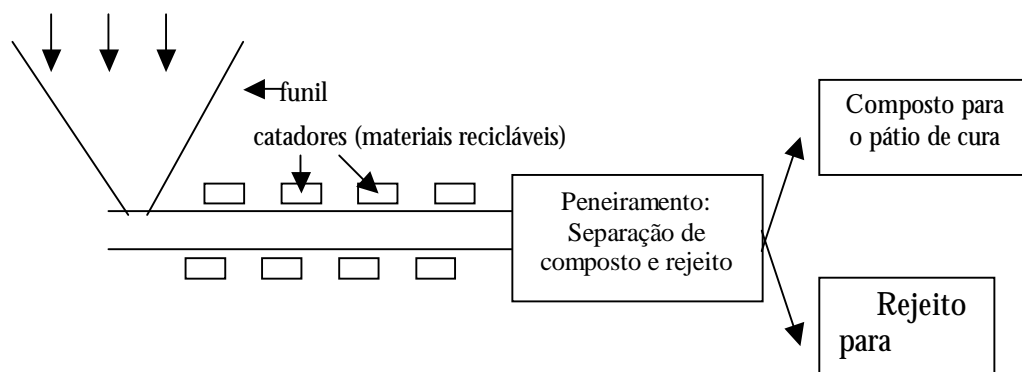 funil
catadores (materiais recicláveis)
Peneiramento:
Separação de
composto e rejeito
Composto para
o pátio de cura
Rejeito
para